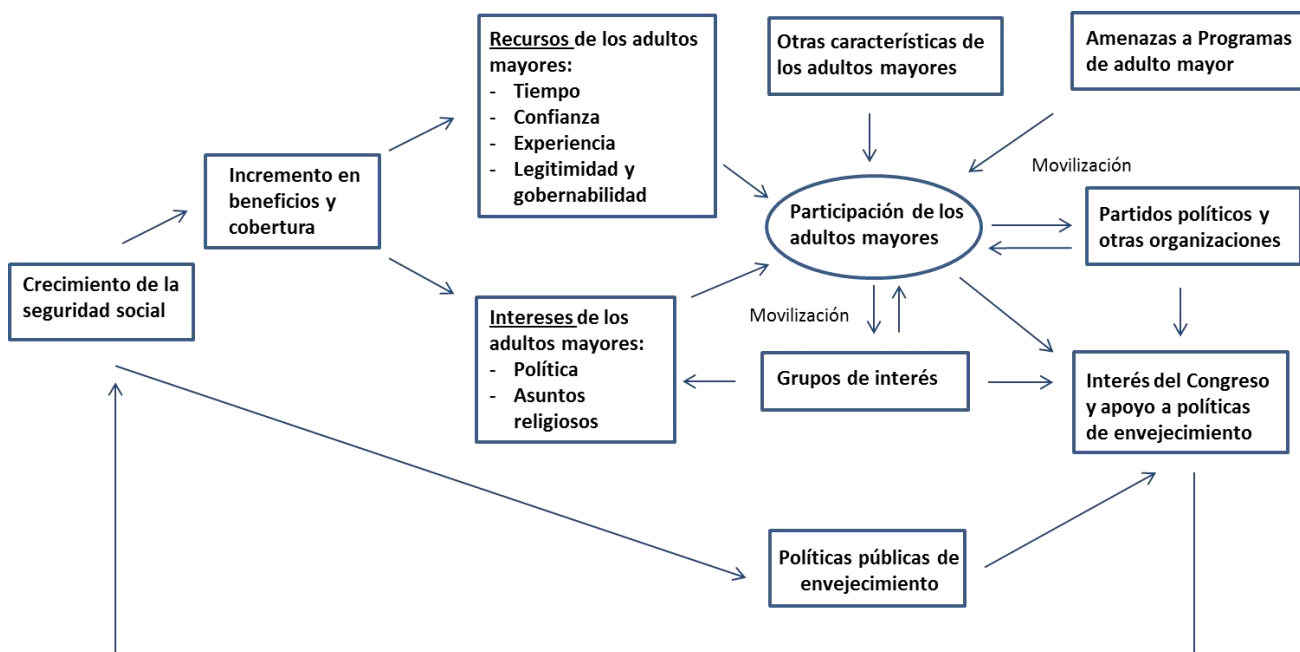 Recursos de los adultos
mayores:
- Tiempo
- Confianza
- Experiencia
- Legitimidad y
gobernabilidad
Otras características de
los adultos mayores
Amenazas a Programas
de adulto mayor
Movilización
Incremento en
beneficios y
cobertura
Participación de los
adultos mayores
Partidos políticos y
otras organizaciones
Crecimiento de la
seguridad social
Intereses de los
adultos mayores:
- Política
- Asuntos
religiosos
Movilización
Grupos de interés
Interés del Congreso
y apoyo a políticas
de envejecimiento
Políticas públicas de
envejecimiento